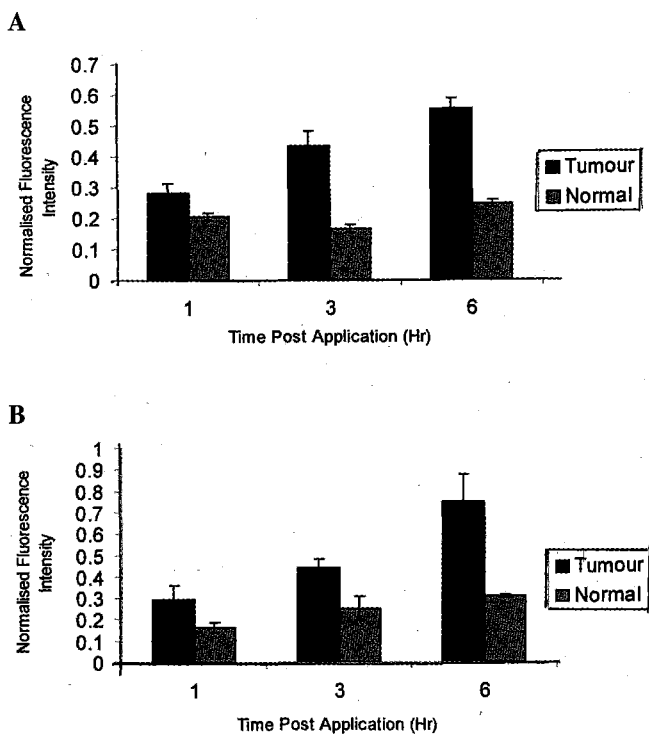 A
0.7
0.6
0.5
0.4
0.3
0.2
0.1
0
Normalised Fluorescence
Intensity
Tumour
Normal
1 3 6
Time Post Application (Hr)
B
1
0.9
0.8
0.7
0.6
0.5
0.4
0.3
0.2
0.1
0
Normalised Fluorescence
Intensity
Tumour
Normal
1 3 6
Time Post Application (Hr)